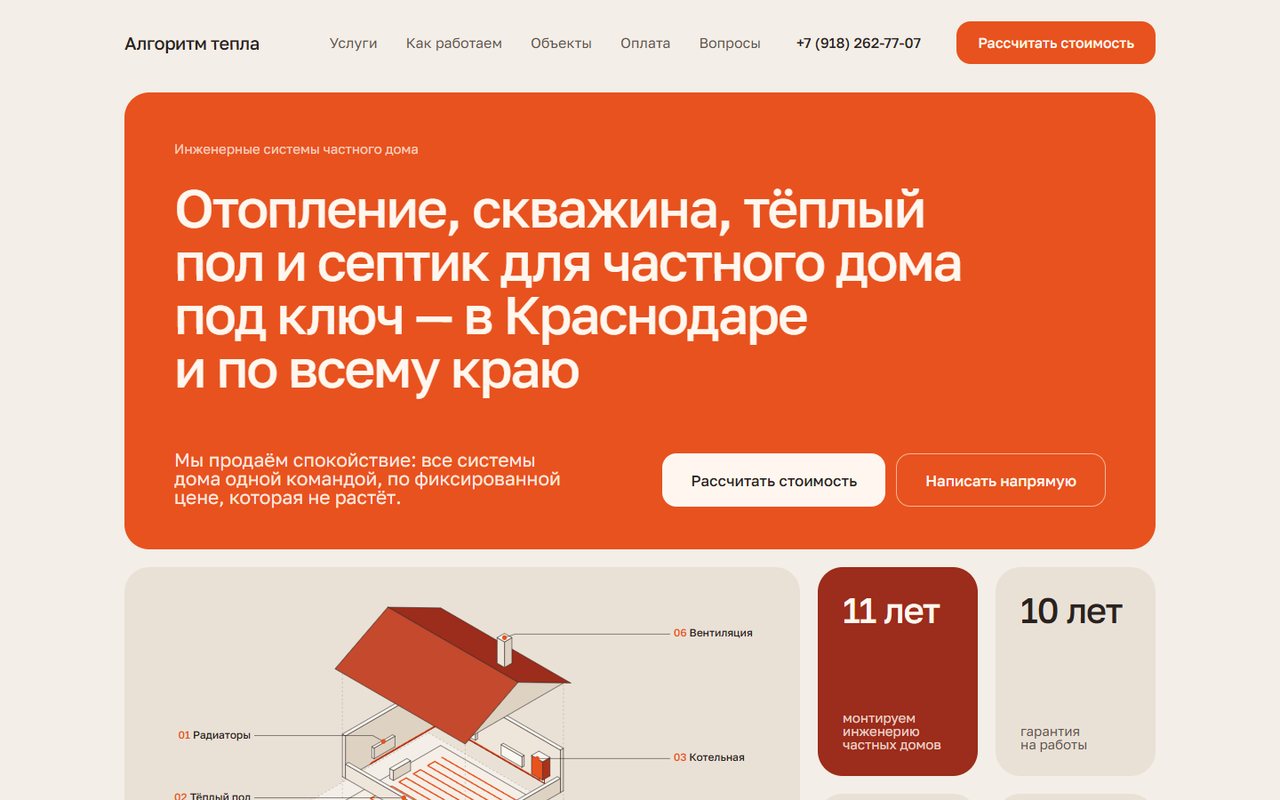 Алгоритм тепла
Услуги
Как работаем
Объекты
Оплата
Вопросы
+7 (918) 262-77-07
Рассчитать стоимость
Инженерные системы частного дома
Отопление, скважина, тёплый
пол и септик для частного дома
под ключ — в Краснодаре
и по всему краю
Мы продаём спокойствие: все системы
дома одной командой, по фиксированной
цене, которая не растёт.
Рассчитать стоимость
Написать напрямую
06 Вентиляция
01 Радиаторы
03 Котельная
02 Тёплый пол
11 лет
монтируем
инженерию
частных домов
10 лет
гарантия
на работы